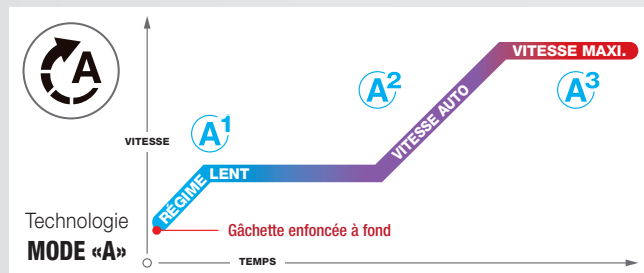 A
A1
A2
A3
VITESSE MAXI.
VITESSE AUTO
VITESSE
RÉGIME LENT
Technologie
MODE «A»
Gâchette enfoncée à fond
TEMPS